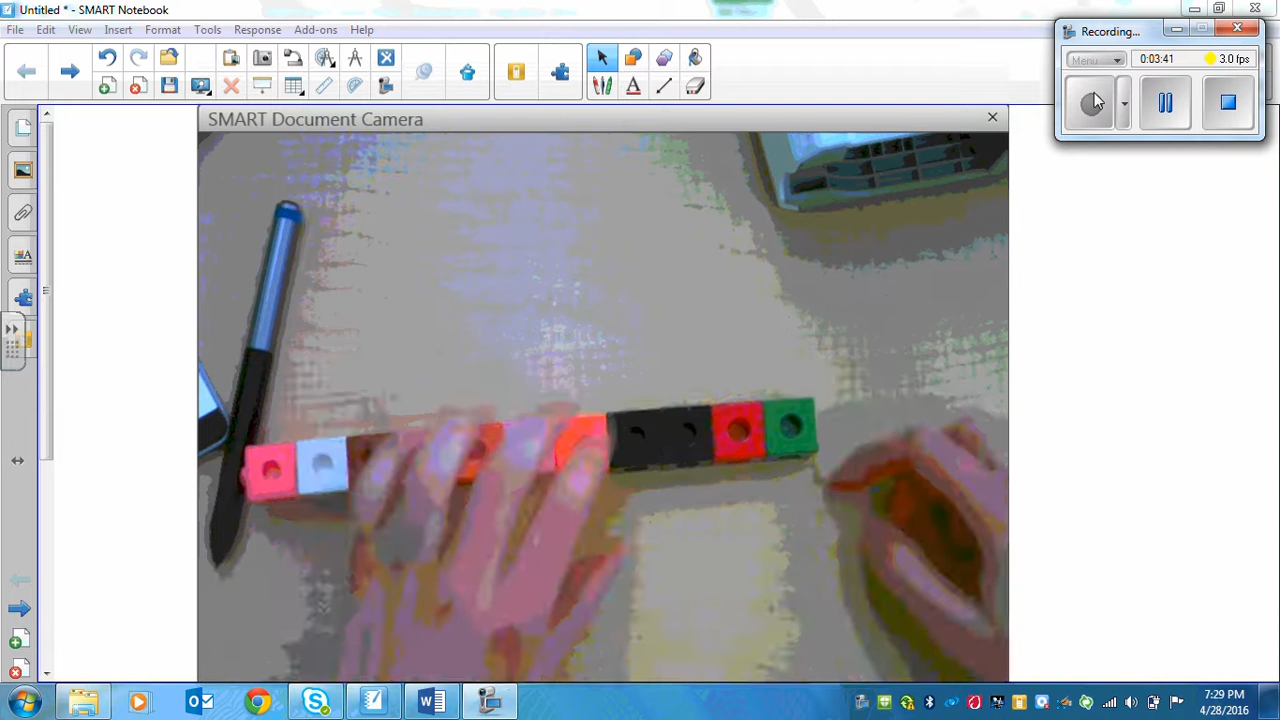 Untitled * - SMART Notebook
File Edit View Insert Format Tools Response Add-ons Help
Recording...
Menu 0:03:41 3.0 fps
SMART Document Camera
7:29 PM
4/28/2016